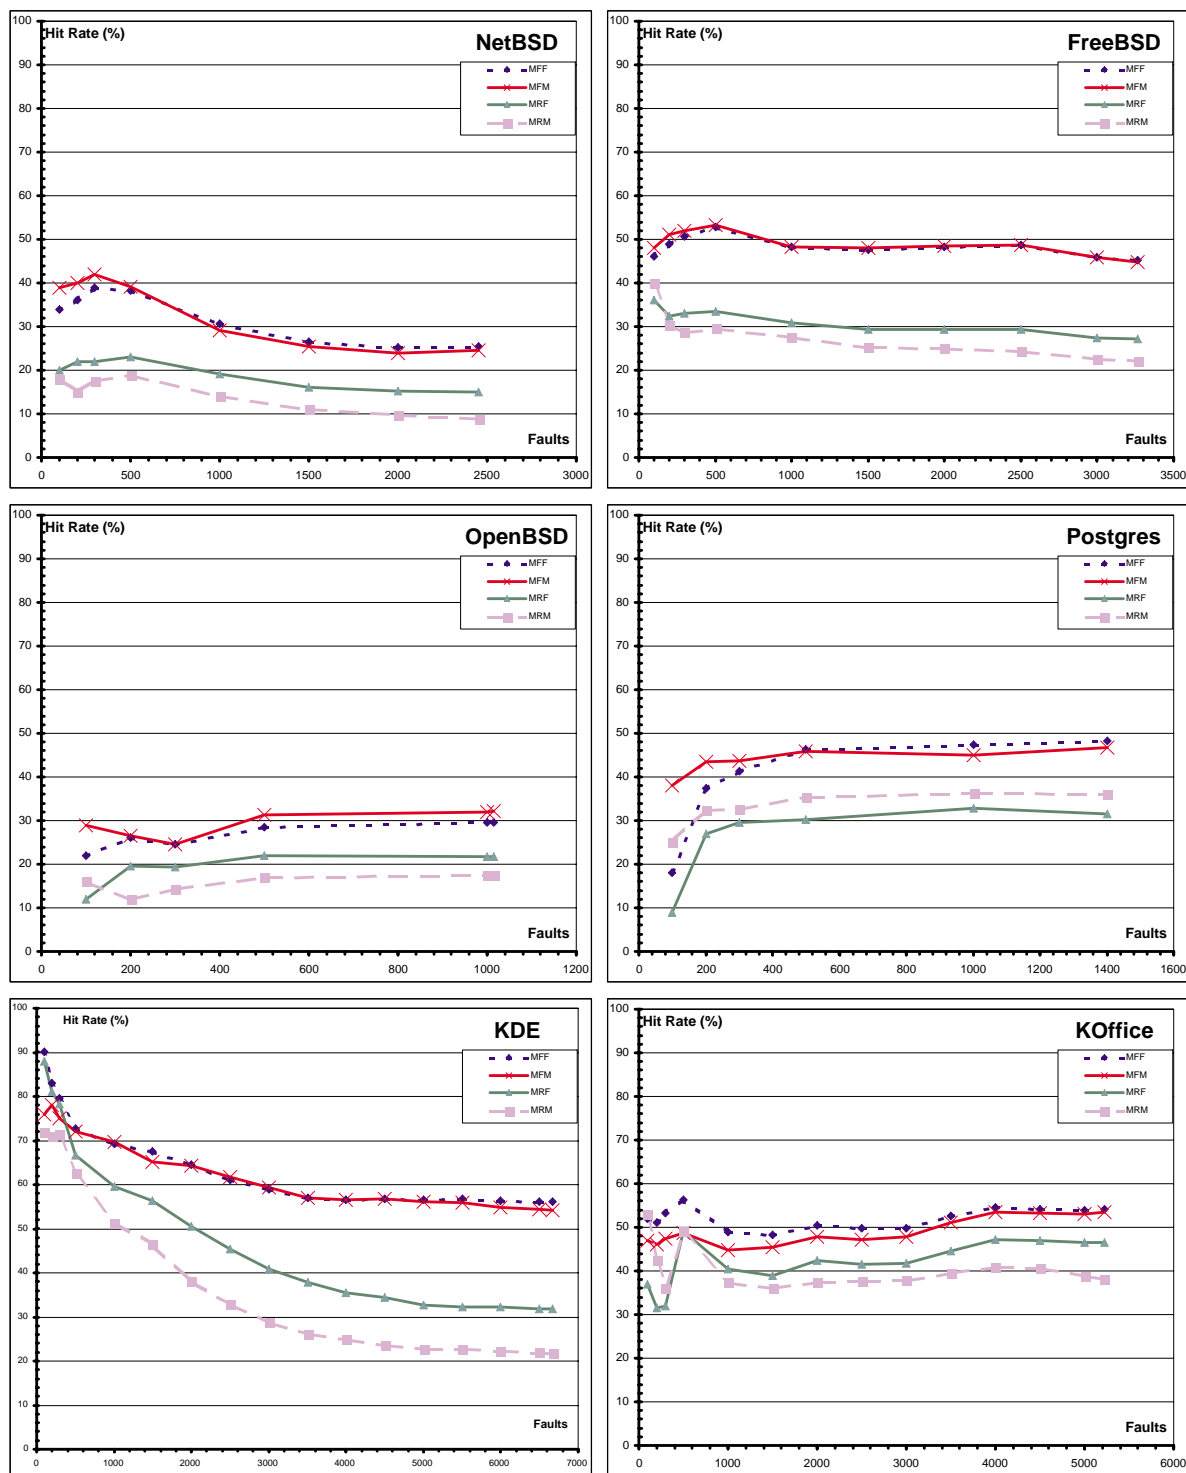 Hit Rate (%)
NetBSD
MFF
MFM
MRF
MRM
100
90
80
70
60
50
40
30
20
10
0
Faults
0 500 1000 1500 2000 2500 3000
Hit Rate (%)
FreeBSD
MFF
MFM
MRF
MRM
100
90
80
70
60
50
40
30
20
10
0
Faults
0 500 1000 1500 2000 2500 3000 3500
Hit Rate (%)
OpenBSD
MFF
MFM
MRF
MRM
100
90
80
70
60
50
40
30
20
10
0
Faults
0 200 400 600 800 1000 1200
Hit Rate (%)
Postgres
MFF
MFM
MRF
MRM
100
90
80
70
60
50
40
30
20
10
0
Faults
0 200 400 600 800 1000 1200 1400 1600
Hit Rate (%)
KDE
MFF
MFM
MRF
MRM
100
90
80
70
60
50
40
30
20
10
0
Faults
0 1000 2000 3000 4000 5000 6000 7000
Hit Rate (%)
KOffice
MFF
MFM
MRF
MRM
100
90
80
70
60
50
40
30
20
10
0
Faults
0 1000 2000 3000 4000 5000 6000